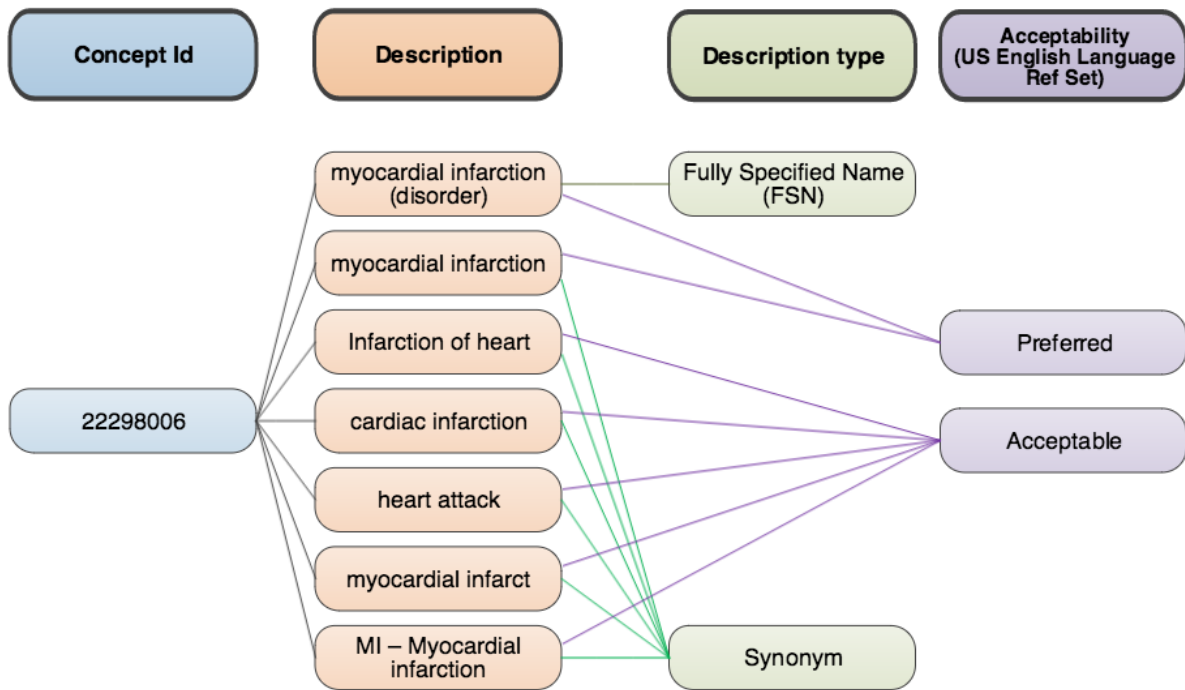 Concept Id
Description
Description type
Acceptability
(US English Language
Ref Set)
myocardial infarction
(disorder)
Fully Specified Name
(FSN)
myocardial infarction
Infarction of heart
Preferred
22298006
cardiac infarction
Acceptable
heart attack
myocardial infarct
MI – Myocardial
infarction
Synonym